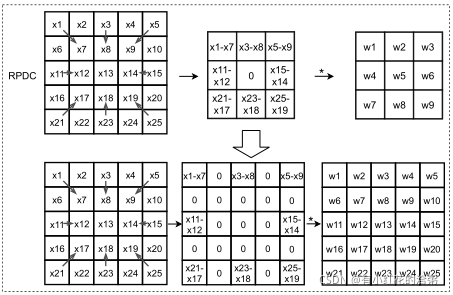 x1 x2 x3 x4 x5
x6 x7 x8 x9 x10
RPDC
x11 x12 x13 x14 x15
x16 x17 x18 x19 x20
x21 x22 x23 x24 x25
x1-x7 x3-x8 x5-x9
x11-x12 0 x15-x14
x21-x17 x23-x18 x25-x19
*
w1 w2 w3
w4 w5 w6
w7 w8 w9
x1 x2 x3 x4 x5
x6 x7 x8 x9 x10
x11 x12 x13 x14 x15
x16 x17 x18 x19 x20
x21 x22 x23 x24 x25
x1-x7 0 x3-x8 0 x5-x9
0 0 0 0 0
x11-x12 0 0 0 x15-x14
0 0 0 0 0
x21-x17 0 x23-x18 0 x25-x19
*
w1 w2 w3 w4 w5
w6 w7 w8 w9 w10
w11 w12 w13 w14 w15
w16 w17 w18 w19 w20
w21 w22 w23 w24 w25